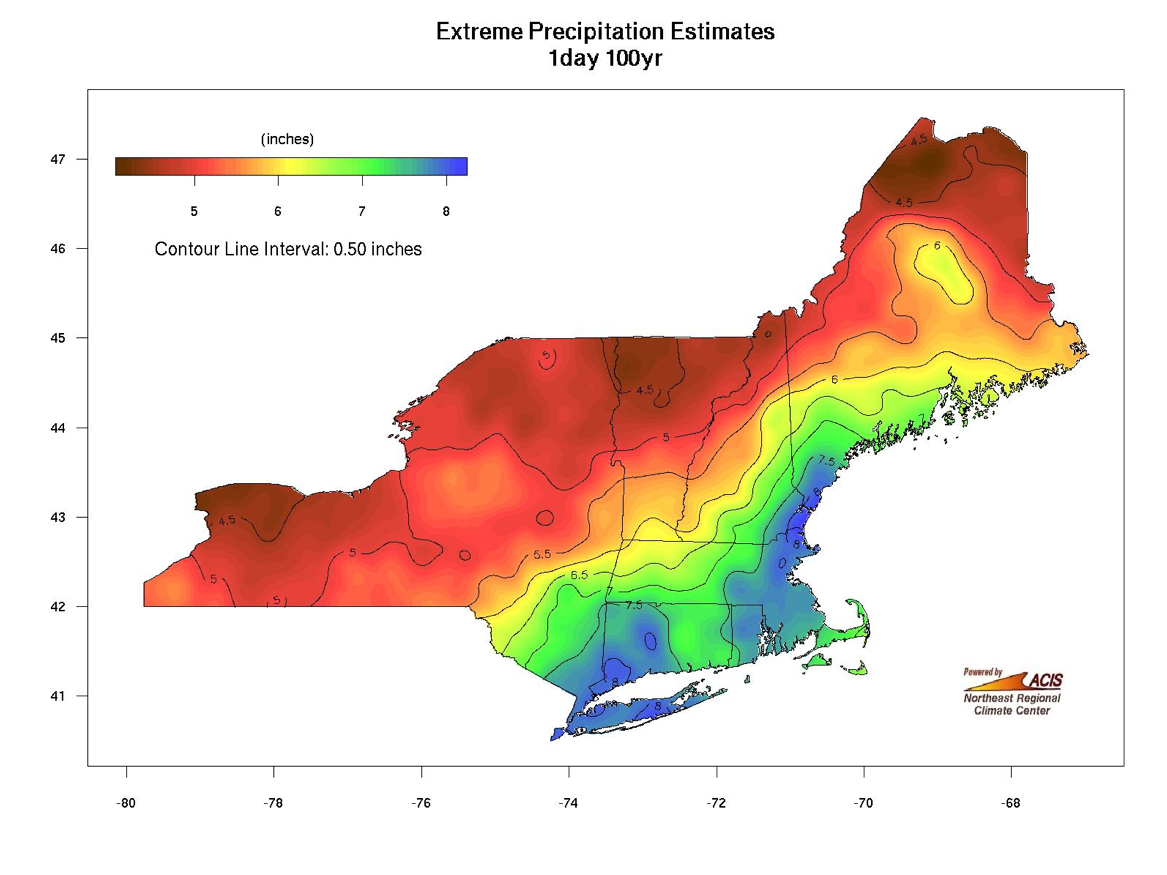 Extreme Precipitation Estimates
1day 100yr
(inches)
5 6 7 8
Contour Line Interval: 0.50 inches
47
46
45
44
43
42
41
-80 -78 -76 -74 -72 -70 -68
4.5
4.5
6
5
4.5
6
5
7
7.5
8
4.5
5
5.5
8
5
6.5
5
7
7.5
8
8
Powered by
ACIS
Northeast Regional
Climate Center